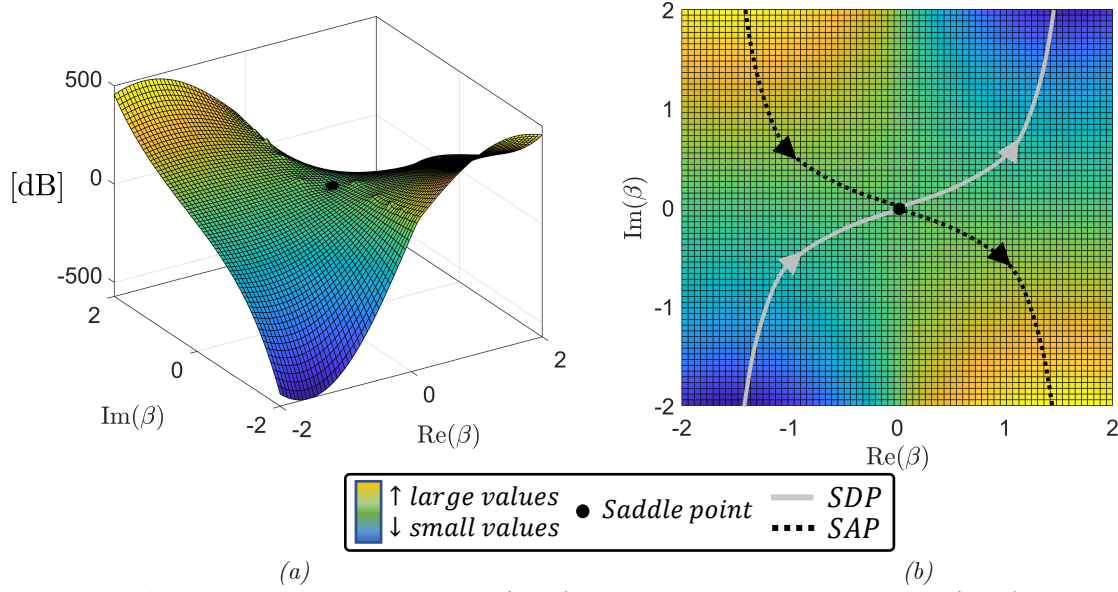 500
0
-500
[dB]
2
0
-2
Im(β)
-2
0
2
Re(β)
2
1
0
-1
-2
Im(β)
-2
-1
0
1
2
Re(β)
↑ large values
↓ small values
Saddle point
SDP
SAP
(a)
(b)